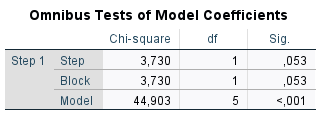 Omnibus Tests of Model Coefficients
Chi-square df Sig.
Step 1 Step 3,730 1 ,053
Block 3,730 1 ,053
Model 44,903 5 <,001